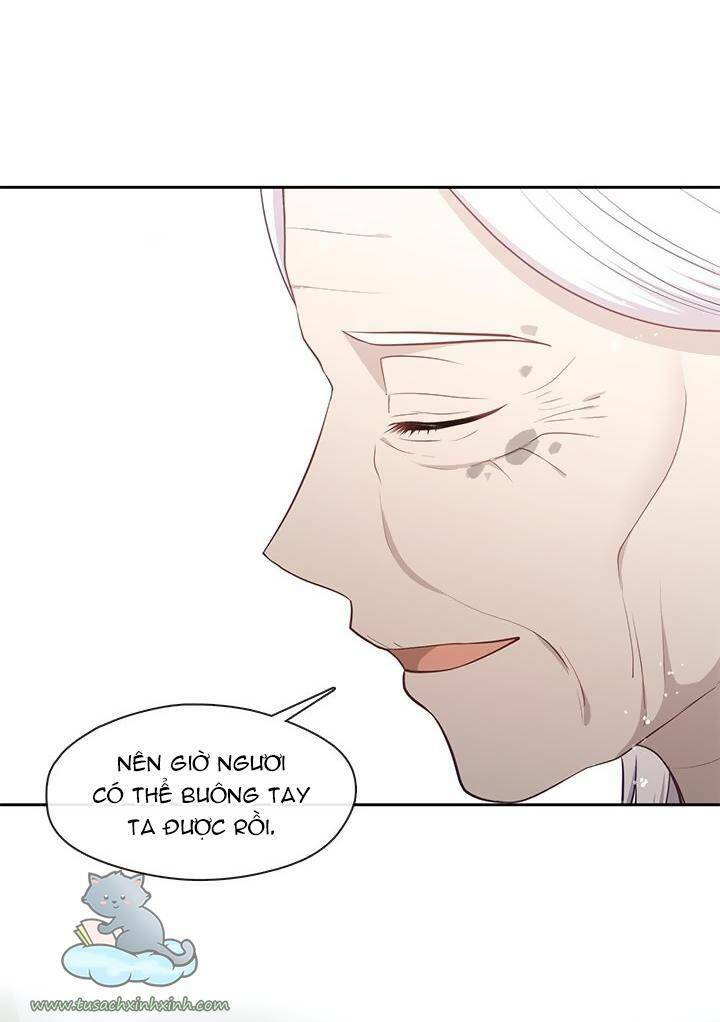 NÊN GIỜ NGƯƠI
CÓ THỂ BUÔNG TAY
TA ĐƯỢC RỒI.
www.tusachxinhxinh.com